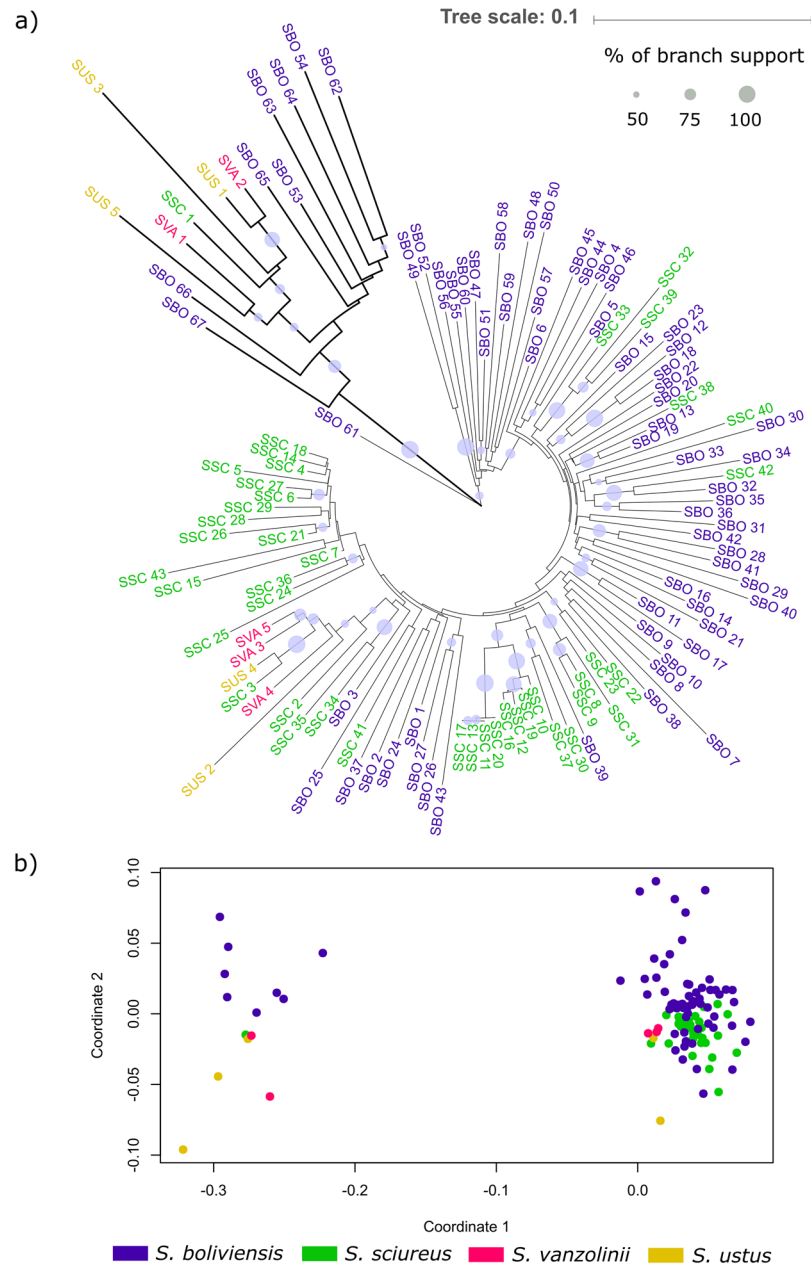 a)
Tree scale: 0.1
% of branch support
50 75 100
SUS 3
SBO 63
SBO 64
SBO 54
SBO 62
SUS 5
SVA 1
SSC 1
SUS 1
SVA 2
SBO 65
SBO 53
SBO 66
SBO 67
SBO 61
SBO 49
SBO 52
SBO 56
SBO 55
SBO 60
SBO 47
SBO 51
SBO 58
SBO 59
SBO 48
SBO 50
SBO 57
SBO 6
SBO 45
SBO 44
SBO 4
SBO 46
SBO 5
SSC 33
SSC 32
SSC 39
SBO 15
SBO 23
SBO 12
SBO 18
SBO 22
SBO 20
SSC 38
SBO 13
SBO 19
SSC 40
SBO 30
SBO 33
SBO 34
SSC 42
SBO 32
SBO 35
SBO 36
SBO 31
SBO 42
SBO 28
SBO 41
SBO 29
SBO 40
SBO 16
SBO 14
SBO 21
SBO 11
SBO 17
SBO 9
SBO 10
SBO 8
SBO 7
SBO 38
SSC 22
SSC 23
SSC 31
SSC 8
SSC 9
SBO 39
SSC 30
SSC 37
SSC 10
SSC 12
SSC 16
SSC 20
SSC 11
SSC 13
SSC 17
SBO 43
SBO 26
SBO 27
SBO 1
SBO 24
SBO 2
SBO 37
SSC 41
SBO 25
SBO 3
SSC 34
SSC 35
SSC 2
SUS 2
SVA 4
SSC 3
SUS 4
SVA 3
SVA 5
SSC 25
SSC 24
SSC 36
SSC 7
SSC 15
SSC 43
SSC 21
SSC 26
SSC 28
SSC 29
SSC 6
SSC 27
SSC 5
SSC 4
SSC 14
SSC 18
b)
0.10
0.05
0.00
-0.05
-0.10
Coordinate 2
-0.3 -0.2 -0.1 0.0
Coordinate 1
S. boliviensis S. sciureus S. vanzolinii S. ustus